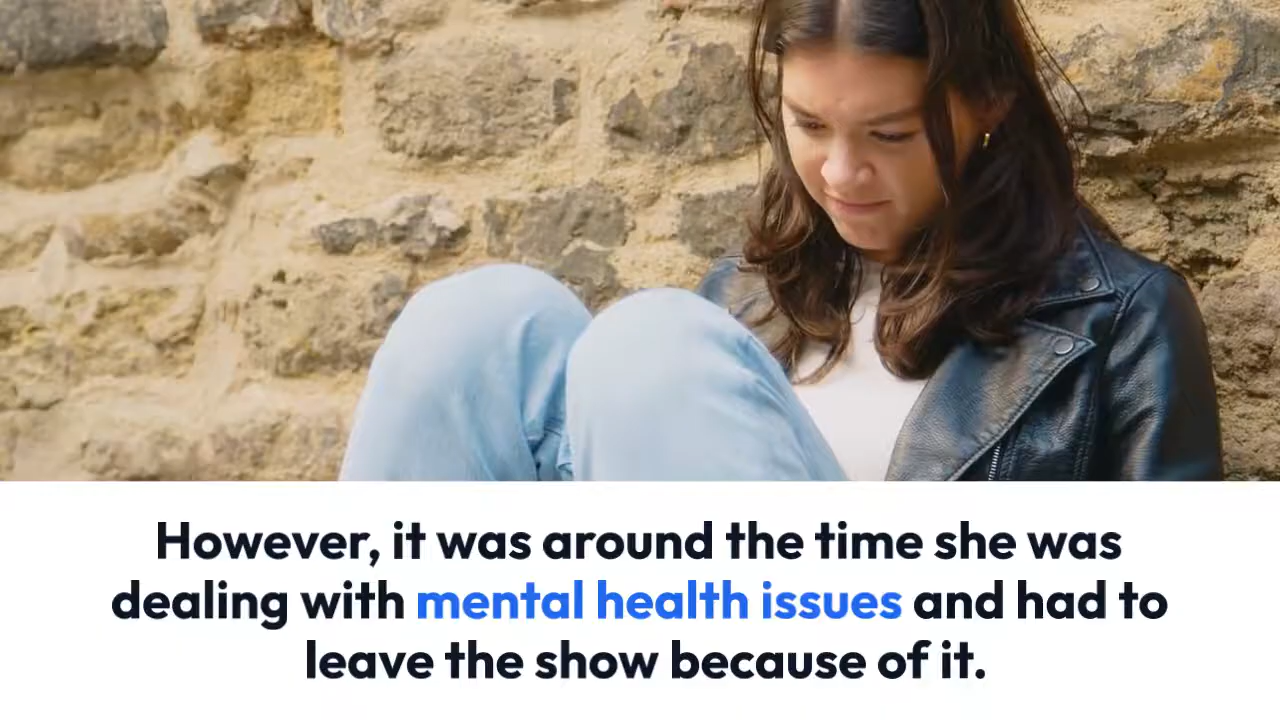 However, it was around the time she was
dealing with mental health issues and had to
leave the show because of it.